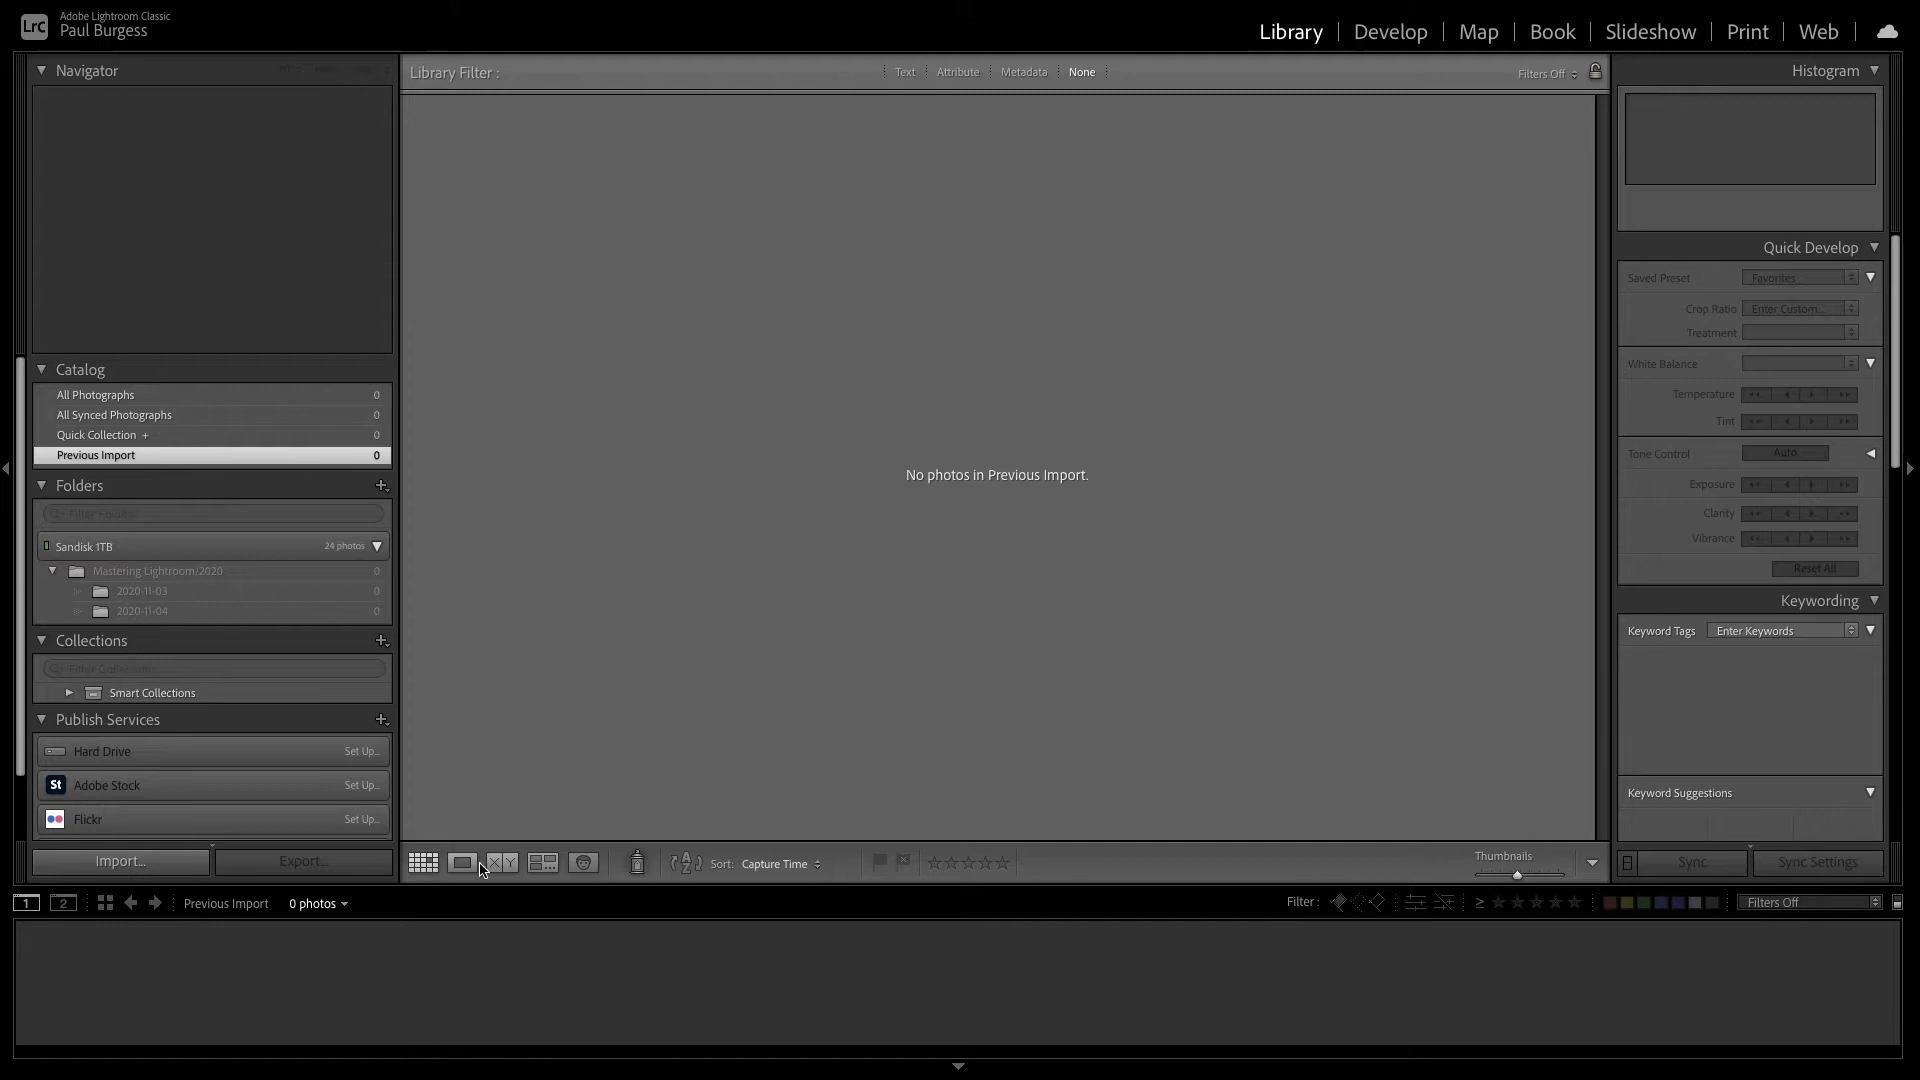 LrC
Adobe Lightroom Classic
Paul Burgess
Library
Develop
Map
Book
Slideshow
Print
Web
Navigator
Library Filter :
Text
Attribute
Metadata
None
Filters Off
Histogram
Quick Develop
Saved Preset
Favorites
Crop Ratio
Enter Custom...
Treatment
White Balance
Temperature
Tint
Tone Control
Auto
Exposure
Clarity
Vibrance
Reset All
Catalog
All Photographs 0
All Synced Photographs 0
Quick Collection + 0
Previous Import 0
No photos in Previous Import.
Folders
Filter Folders
Sandisk 1TB 24 photos
Mastering Lightroom/2020 0
2020-11-03 0
2020-11-04 0
Collections
Filter Collections
Smart Collections
Publish Services
Hard Drive Set Up...
St Adobe Stock Set Up...
Flickr Set Up...
Keywording
Keyword Tags
Enter Keywords
Keyword Suggestions
Import...
Export...
X Y
Sort: Capture Time
Thumbnails
Sync
Sync Settings
1
2
Previous Import
0 photos
Filter :
≥
Filters Off